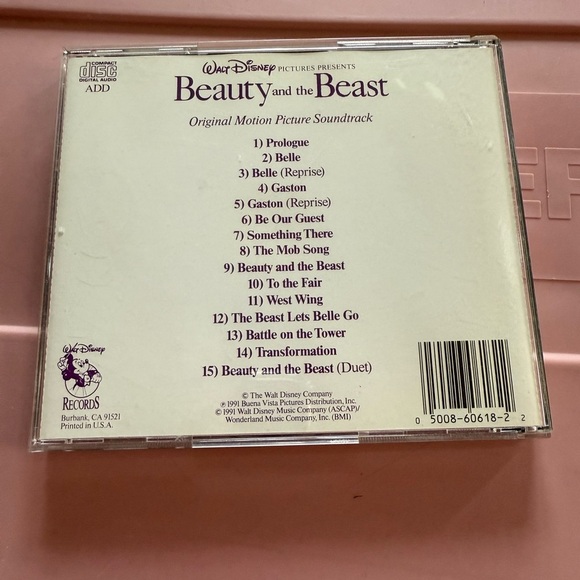 COMPACT
disc
DIGITAL AUDIO
ADD
Walt Disney PICTURES PRESENTS
Beauty and the Beast
Original Motion Picture Soundtrack
1) Prologue
2) Belle
3) Belle (Reprise)
4) Gaston
5) Gaston (Reprise)
6) Be Our Guest
7) Something There
8) The Mob Song
9) Beauty and the Beast
10) To the Fair
11) West Wing
12) The Beast Lets Belle Go
13) Battle on the Tower
14) Transformation
15) Beauty and the Beast (Duet)
Walt Disney
RECORDS
Burbank, CA 91521
Printed in U.S.A.
© The Walt Disney Company
℗ 1991 Buena Vista Pictures Distribution, Inc.
© 1991 Walt Disney Music Company (ASCAP)/
Wonderland Music Company, Inc. (BMI)
0 5008-60618-2 2